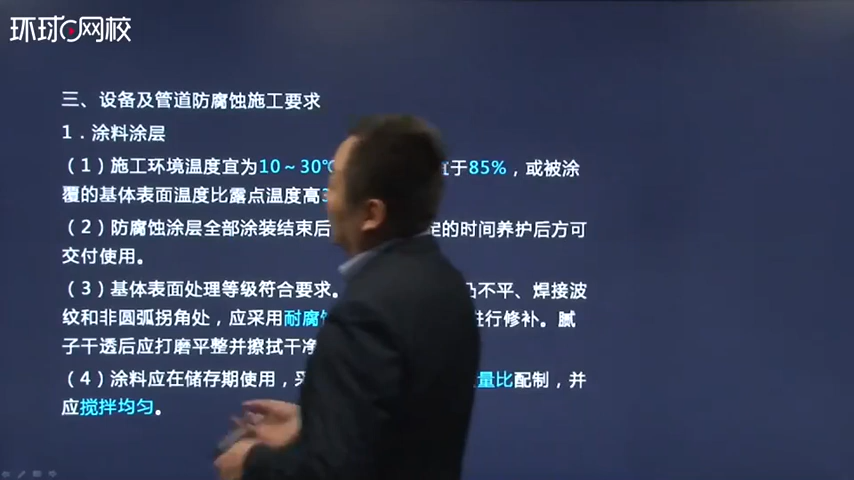 环球网校
三、设备及管道防腐蚀施工要求
1．涂料涂层
（1）施工环境温度宜为10～30℃ 宜于85%，或被涂
覆的基体表面温度比露点温度高3
（2）防腐蚀涂层全部涂装结束后 定的时间养护后方可
交付使用。
（3）基体表面处理等级符合要求。 凸不平、焊接波
纹和非圆弧拐角处，应采用耐腐 进行修补。腻
子干透后应打磨平整并擦拭干净
（4）涂料应在储存期使用，采 量比配制，并
应搅拌均匀。